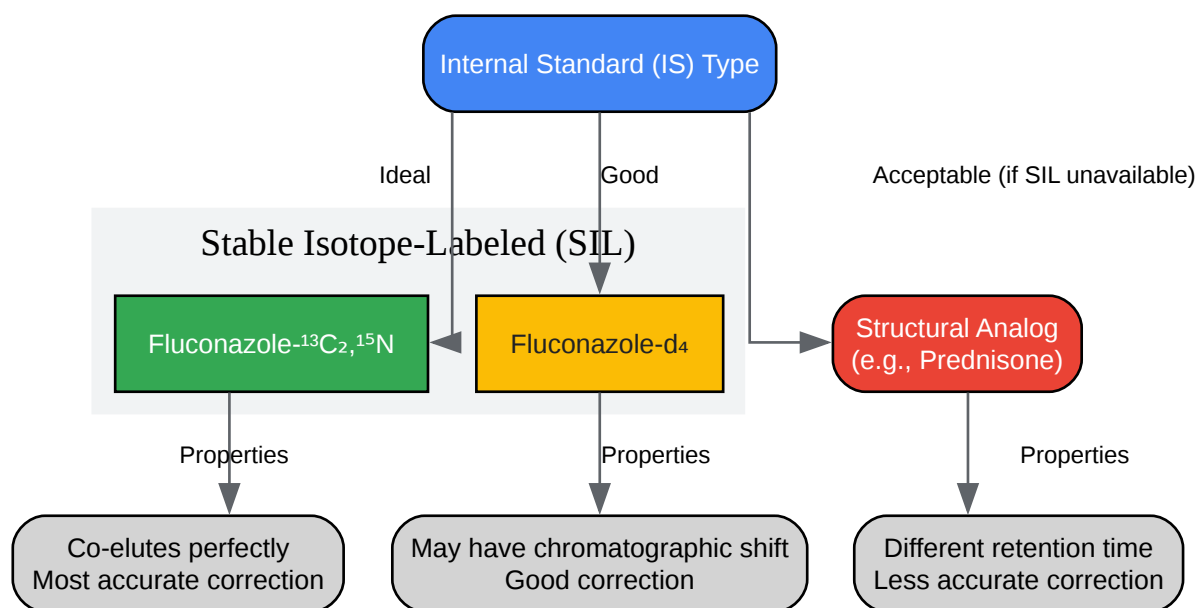 Internal Standard (IS) Type
Ideal
Good
Acceptable (if SIL unavailable)
Stable Isotope-Labeled (SIL)
Fluconazole-¹³C₂,¹⁵N
Fluconazole-d₄
Structural Analog
(e.g., Prednisone)
Properties
Properties
Properties
Co-elutes perfectly
Most accurate correction
May have chromatographic shift
Good correction
Different retention time
Less accurate correction